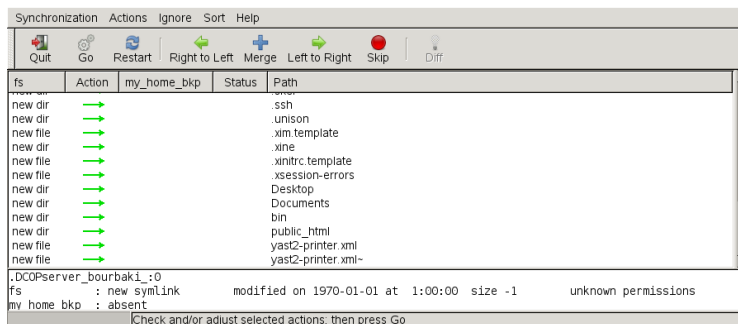 Synchronization Actions Ignore Sort Help
Quit Go Restart Right to Left Merge Left to Right Skip Diff
fs Action my_home_bkp Status Path
new dir
new dir .ssh
new dir .unison
new file .xim.template
new dir .xine
new file .xinitrc.template
new file .xsession-errors
new dir Desktop
new dir Documents
new dir bin
new dir public_html
new file yast2-printer.xml
new file yast2-printer.xml~
.DCOPserver_bourbaki_:0
fs : new symlink modified on 1970-01-01 at 1:00:00 size -1 unknown permissions
my_home_bkp : absent
Check and/or adjust selected actions; then press Go